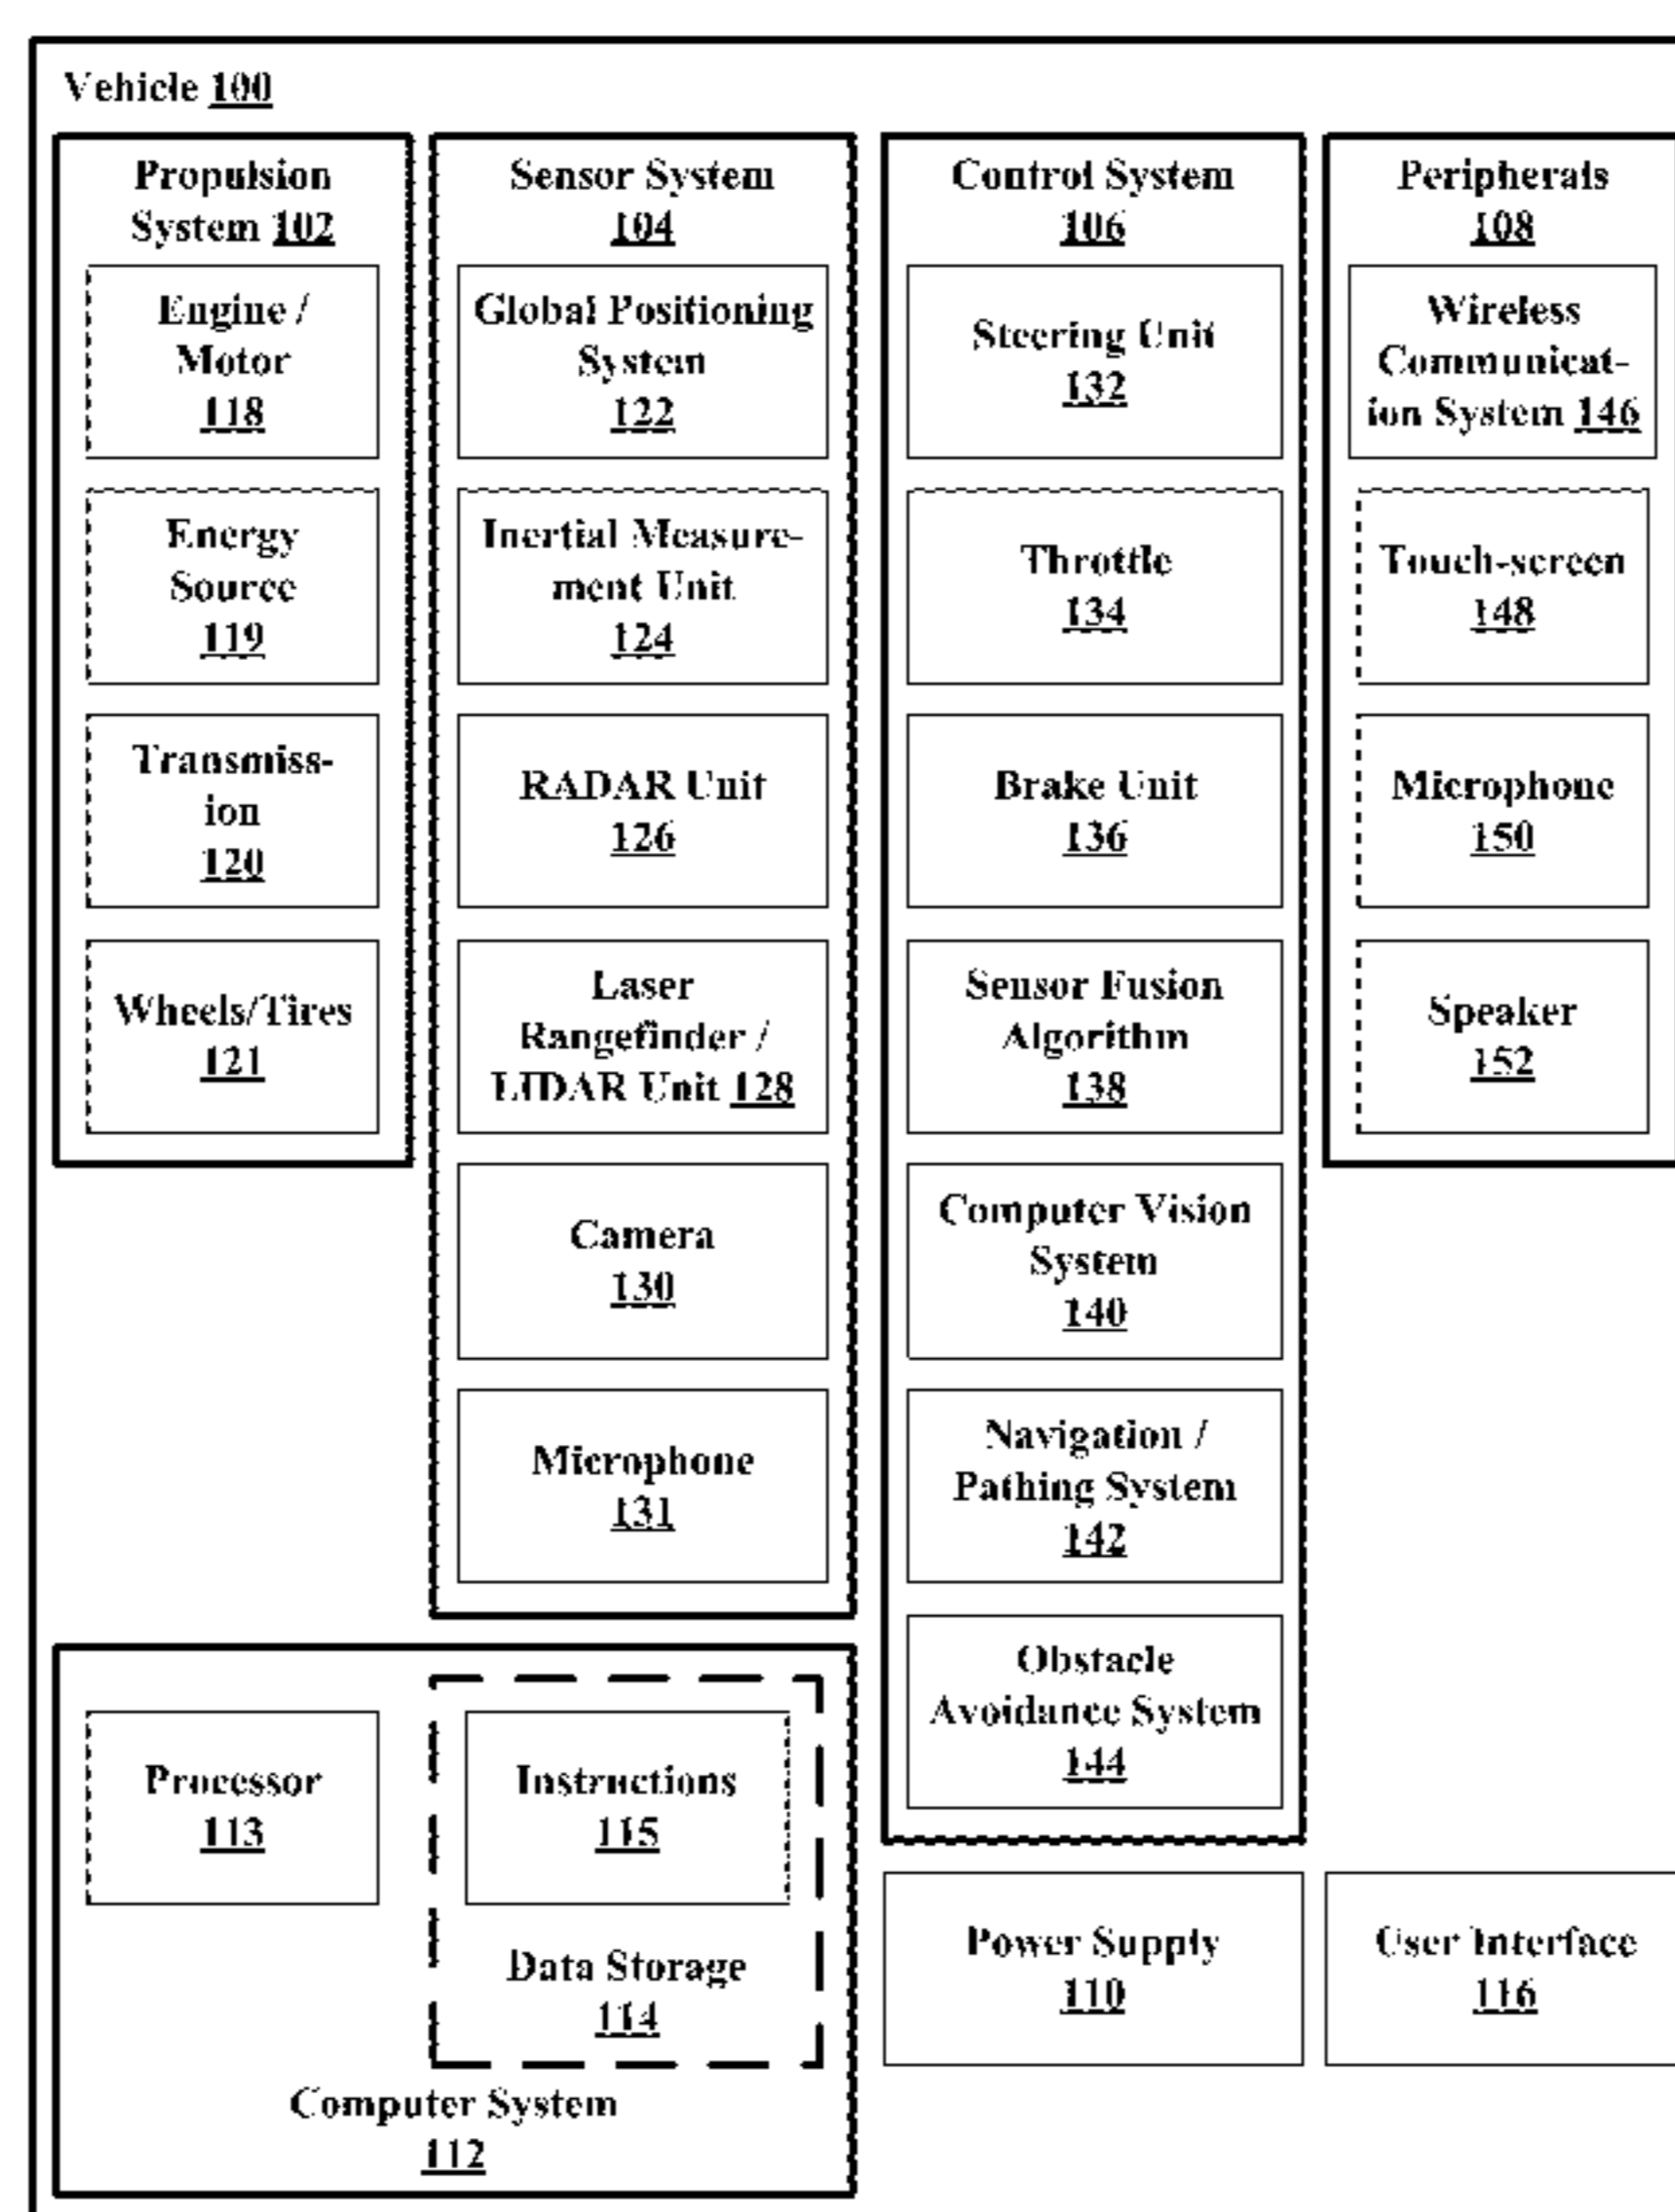 Vehicle 100
Propulsion
System 102
Engine /
Motor
118
Energy
Source
119
Transmiss-
ion
120
Wheels/Tires
121
Sensor System
104
Global Positioning
System
122
Inertial Measure-
ment Unit
124
RADAR Unit
126
Laser
Rangefinder /
LIDAR Unit 128
Camera
130
Microphone
131
Control System
106
Steering Unit
132
Throttle
134
Brake Unit
136
Sensor Fusion
Algorithm
138
Computer Vision
System
140
Navigation /
Pathing System
142
Obstacle
Avoidance System
144
Peripherals
108
Wireless
Communicat-
ion System 146
Touch-screen
148
Microphone
150
Speaker
152
Processor
113
Instructions
115
Data Storage
114
Computer System
112
Power Supply
110
User Interface
116